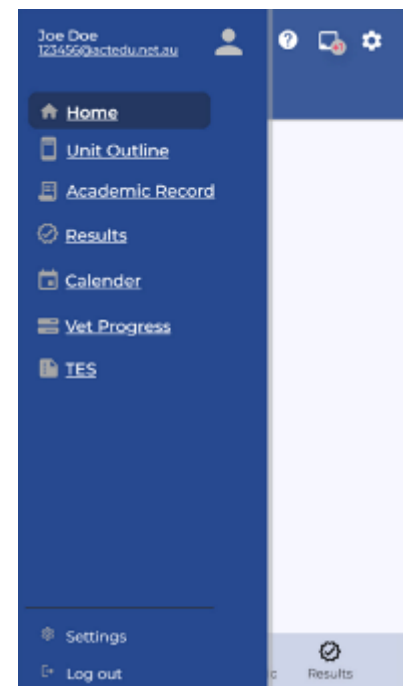 Joe Doe
123456@actedu.net.au
Home
Unit Outline
Academic Record
Results
Calender
Vet Progress
TES
Settings
Log out
c
Results